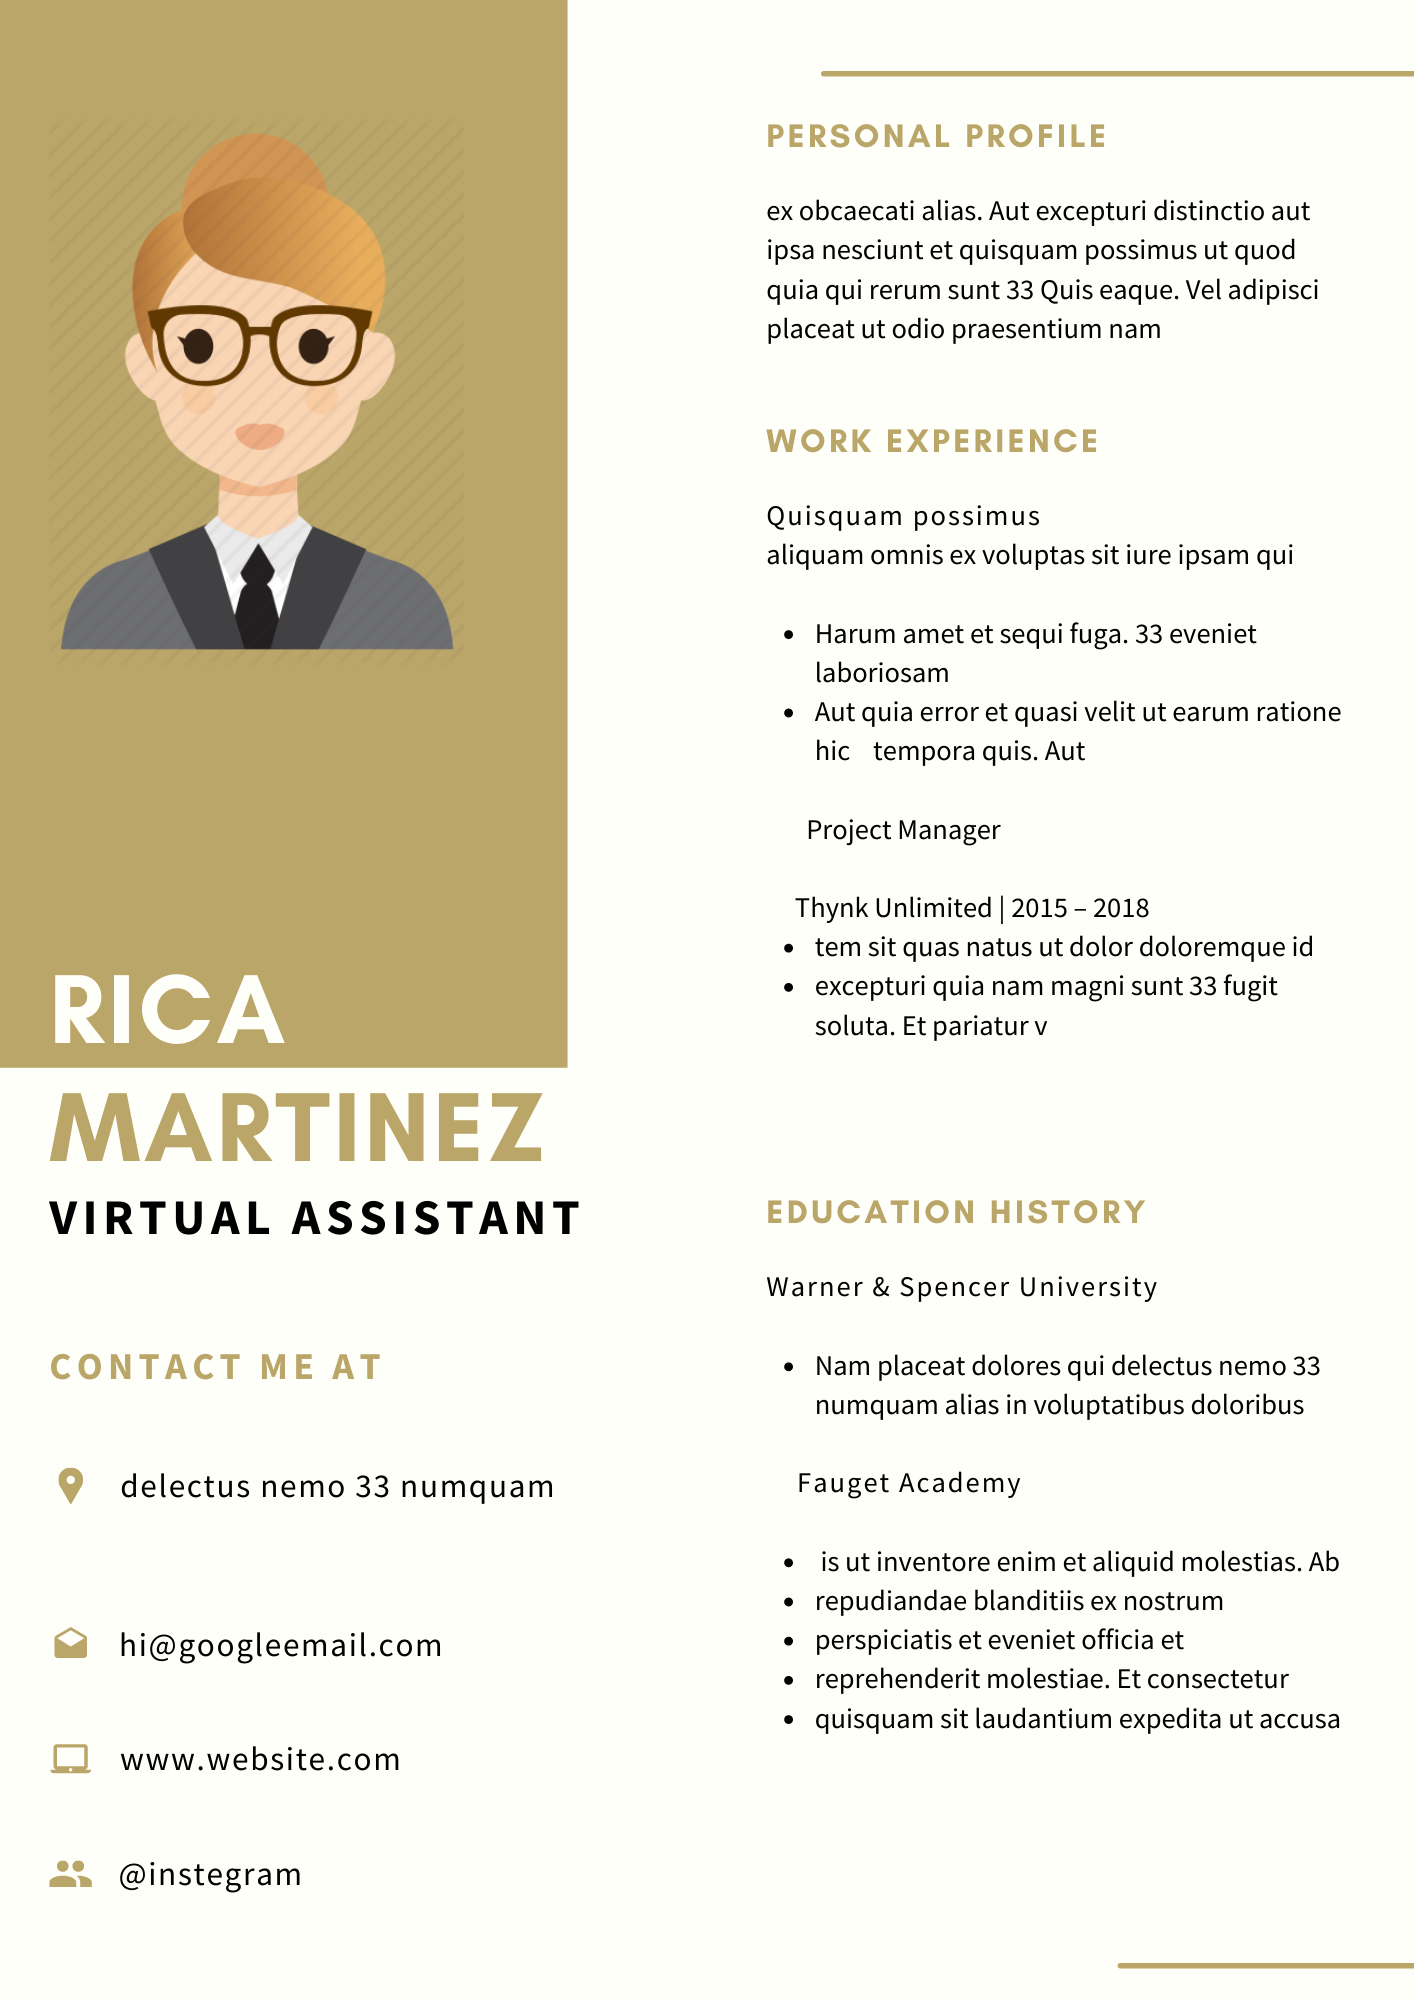 RICA
MARTINEZ
VIRTUAL ASSISTANT
CONTACT ME AT
delectus nemo 33 numquam
hi@googleemail.com
www.website.com
@instegram
PERSONAL PROFILE
ex obcaecati alias. Aut excepturi distinctio aut
ipsa nesciunt et quisquam possimus ut quod
quia qui rerum sunt 33 Quis eaque. Vel adipisci
placeat ut odio praesentium nam
WORK EXPERIENCE
Quisquam possimus
aliquam omnis ex voluptas sit iure ipsam qui
• Harum amet et sequi fuga. 33 eveniet
laboriosam
• Aut quia error et quasi velit ut earum ratione
hic tempora quis. Aut
Project Manager
Thynk Unlimited | 2015 – 2018
• tem sit quas natus ut dolor doloremque id
• excepturi quia nam magni sunt 33 fugit
soluta. Et pariatur v
EDUCATION HISTORY
Warner & Spencer University
• Nam placeat dolores qui delectus nemo 33
numquam alias in voluptatibus doloribus
Fauget Academy
• is ut inventore enim et aliquid molestias. Ab
• repudiandae blanditiis ex nostrum
• perspiciatis et eveniet officia et
• reprehenderit molestiae. Et consectetur
• quisquam sit laudantium expedita ut accusa